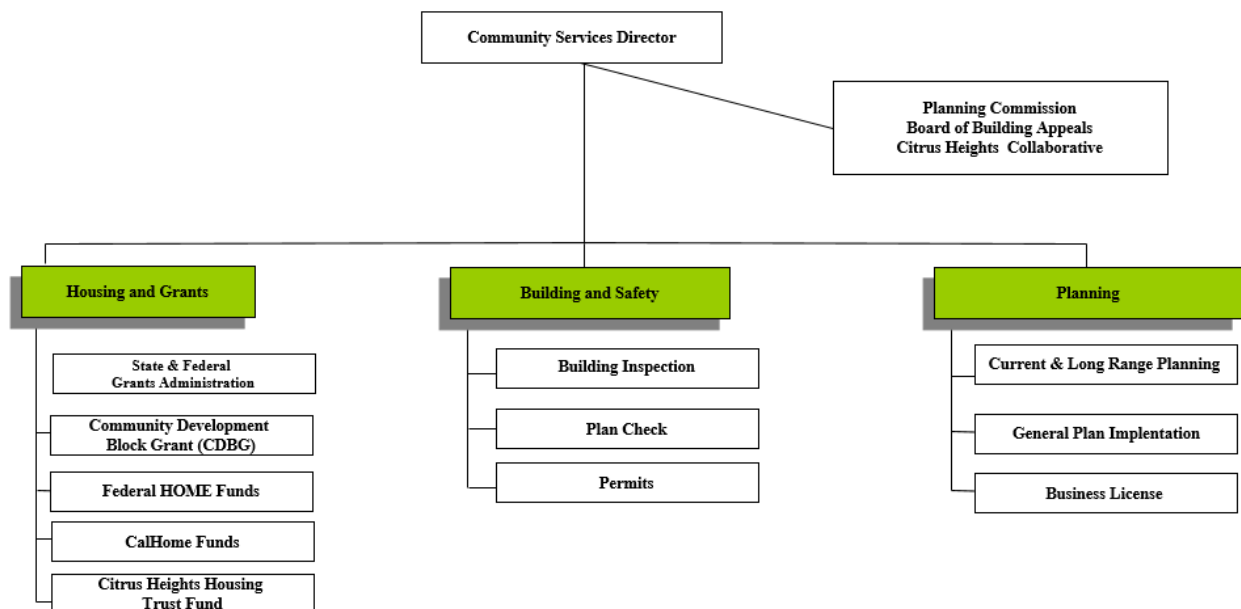 Community Services Director
Planning Commission
Board of Building Appeals
Citrus Heights Collaborative
Housing and Grants
Building and Safety
Planning
State & Federal
Grants Administration
Community Development
Block Grant (CDBG)
Federal HOME Funds
CalHome Funds
Citrus Heights Housing
Trust Fund
Building Inspection
Plan Check
Permits
Current & Long Range Planning
General Plan Implentation
Business License